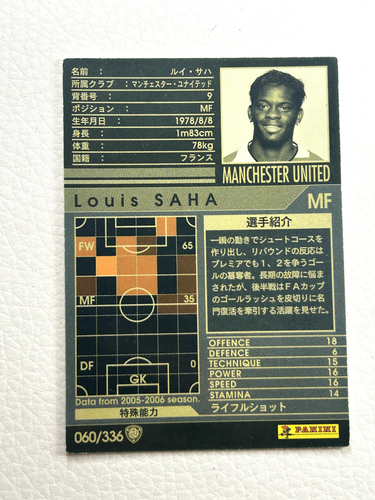 名前 : ルイ・サハ
所属クラブ : マンチェスター・ユナイテッド
背番号 : 9
ポジション : MF
生年月日 : 1978/8/8
身長 : 1m83cm
体重 : 78kg
国籍 : フランス
MANCHESTER UNITED
Louis SAHA
MF
FW 65
MF 35
DF 0
GK
Data from 2005-2006 season.
選手紹介
一瞬の動きでシュートコース
を作り出し、リバウンドの反応は
プレミアでも1、2を争うゴー
ルの簒奪者。長期の故障に悩ま
されたが、後半戦はFAカップ
のゴールラッシュを皮切りに名
門復活を牽引する活躍を見せた。
OFFENCE 18
DEFENCE 6
TECHNIQUE 15
POWER 16
SPEED 16
STAMINA 14
特殊能力
ライフルショット
060/336
PANINI